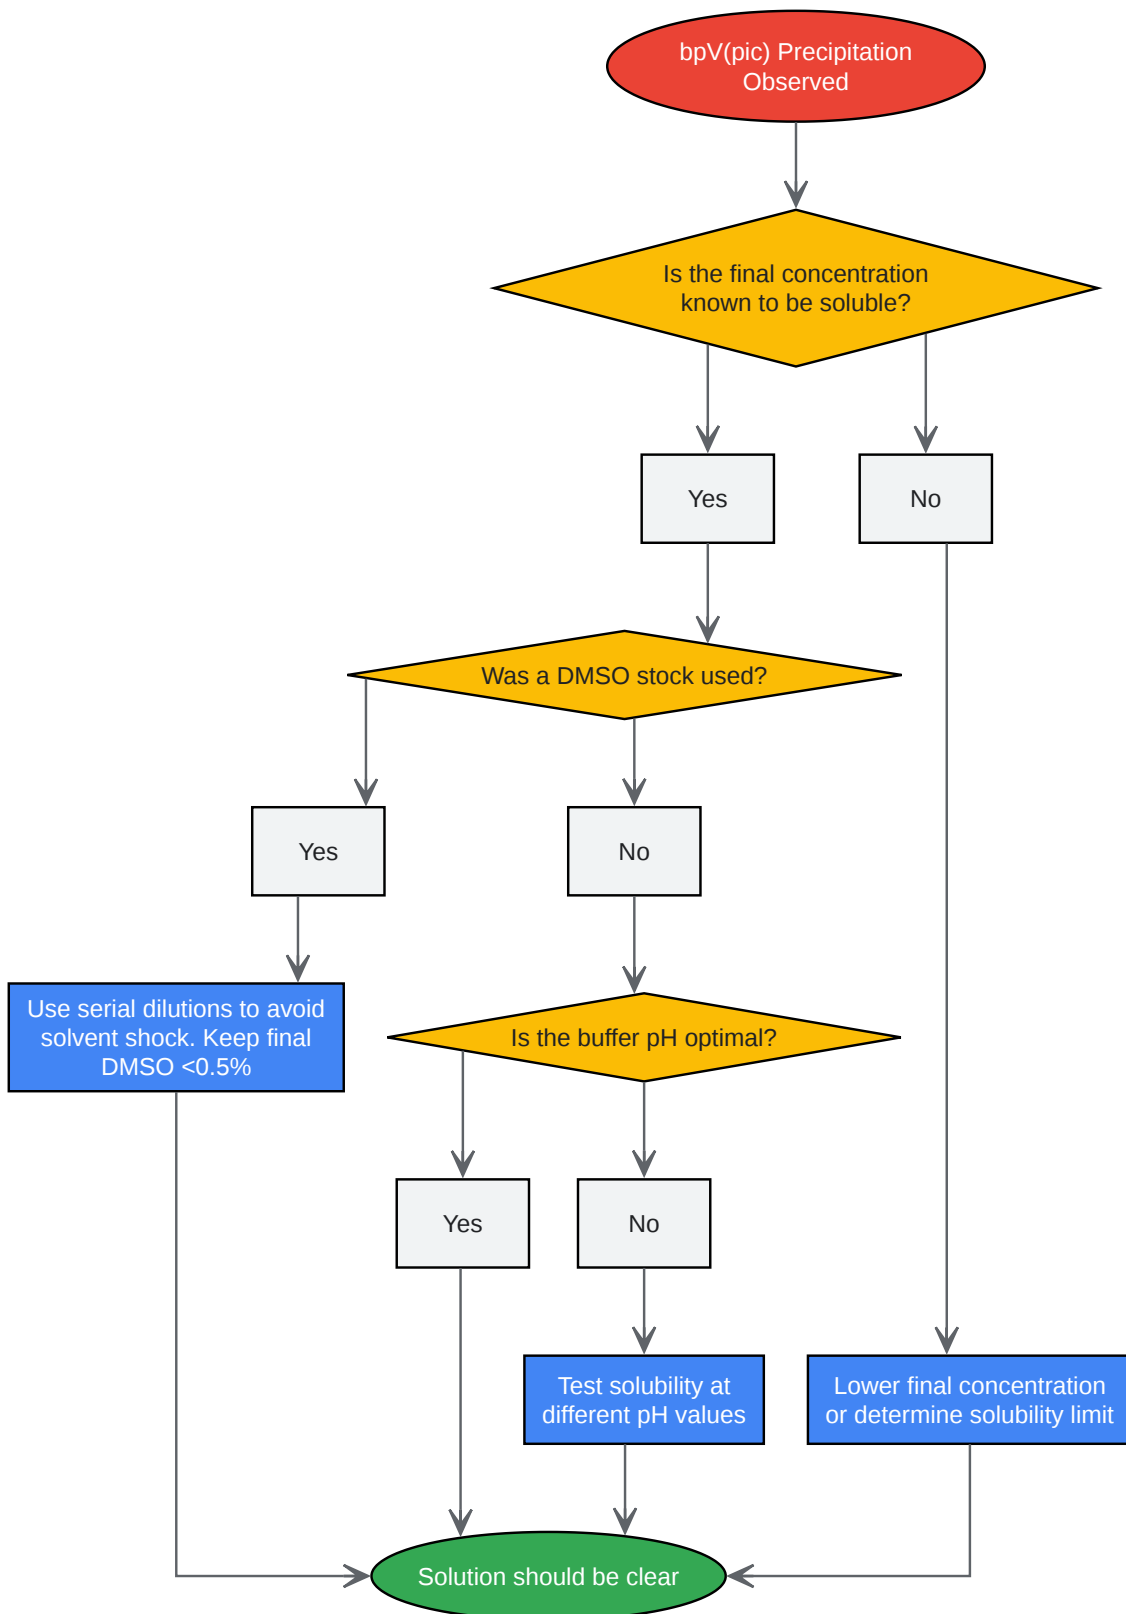 bpV(pic) Precipitation
Observed
Is the final concentration
known to be soluble?
Yes
No
Was a DMSO stock used?
Yes
No
Use serial dilutions to avoid
solvent shock. Keep final
DMSO <0.5%
Is the buffer pH optimal?
Yes
No
Test solubility at
different pH values
Lower final concentration
or determine solubility limit
Solution should be clear